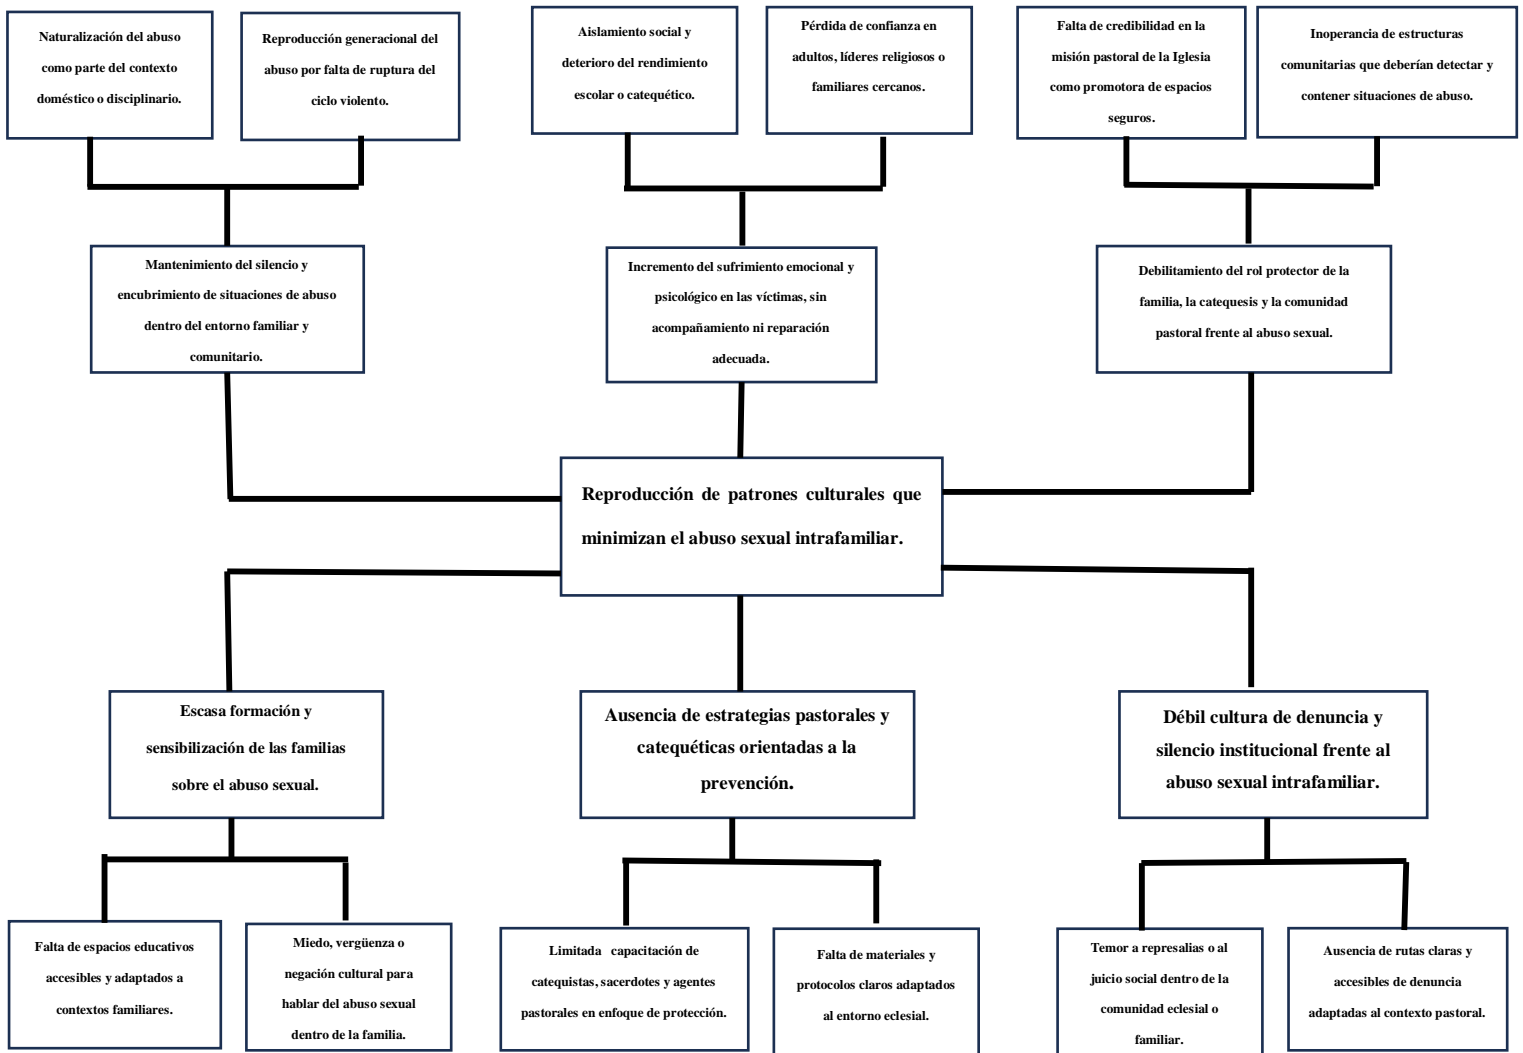 Naturalización del abuso
como parte del contexto
doméstico o disciplinario.
Reproducción generacional del
abuso por falta de ruptura del
ciclo violento.
Aislamiento social y
deterioro del rendimiento
escolar o catequético.
Pérdida de confianza en
adultos, líderes religiosos o
familiares cercanos.
Falta de credibilidad en la
misión pastoral de la Iglesia
como promotora de espacios
seguros.
Inoperancia de estructuras
comunitarias que deberían detectar y
contener situaciones de abuso.
Mantenimiento del silencio y
encubrimiento de situaciones de abuso
dentro del entorno familiar y
comunitario.
Incremento del sufrimiento emocional y
psicológico en las víctimas, sin
acompañamiento ni reparación
adecuada.
Debilitamiento del rol protector de la
familia, la catequesis y la comunidad
pastoral frente al abuso sexual.
Reproducción de patrones culturales que
minimizan el abuso sexual intrafamiliar.
Escasa formación y
sensibilización de las familias
sobre el abuso sexual.
Ausencia de estrategias pastorales y
catequéticas orientadas a la
prevención.
Débil cultura de denuncia y
silencio institucional frente al
abuso sexual intrafamiliar.
Falta de espacios educativos
accesibles y adaptados a
contextos familiares.
Miedo, vergüenza o
negación cultural para
hablar del abuso sexual
dentro de la familia.
Limitada capacitación de
catequistas, sacerdotes y agentes
pastorales en enfoque de protección.
Falta de materiales y
protocolos claros adaptados
al entorno eclesial.
Temor a represalias o al
juicio social dentro de la
comunidad eclesial o
familiar.
Ausencia de rutas claras y
accesibles de denuncia
adaptadas al contexto pastoral.